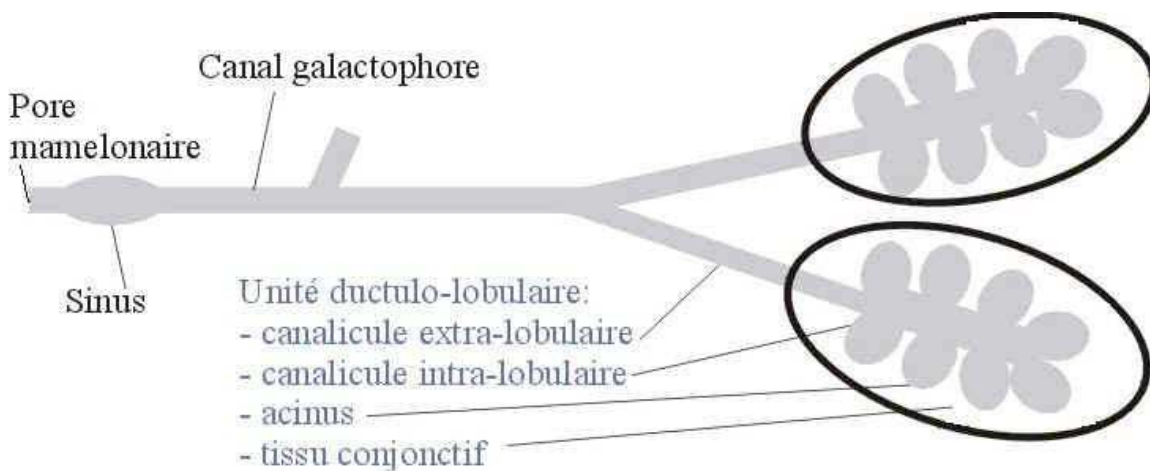 Canal galactophore
Pore
mamelonaire
Sinus
Unité ductulo-lobulaire:
- canalicule extra-lobulaire
- canalicule intra-lobulaire
- acinus
- tissu conjonctif